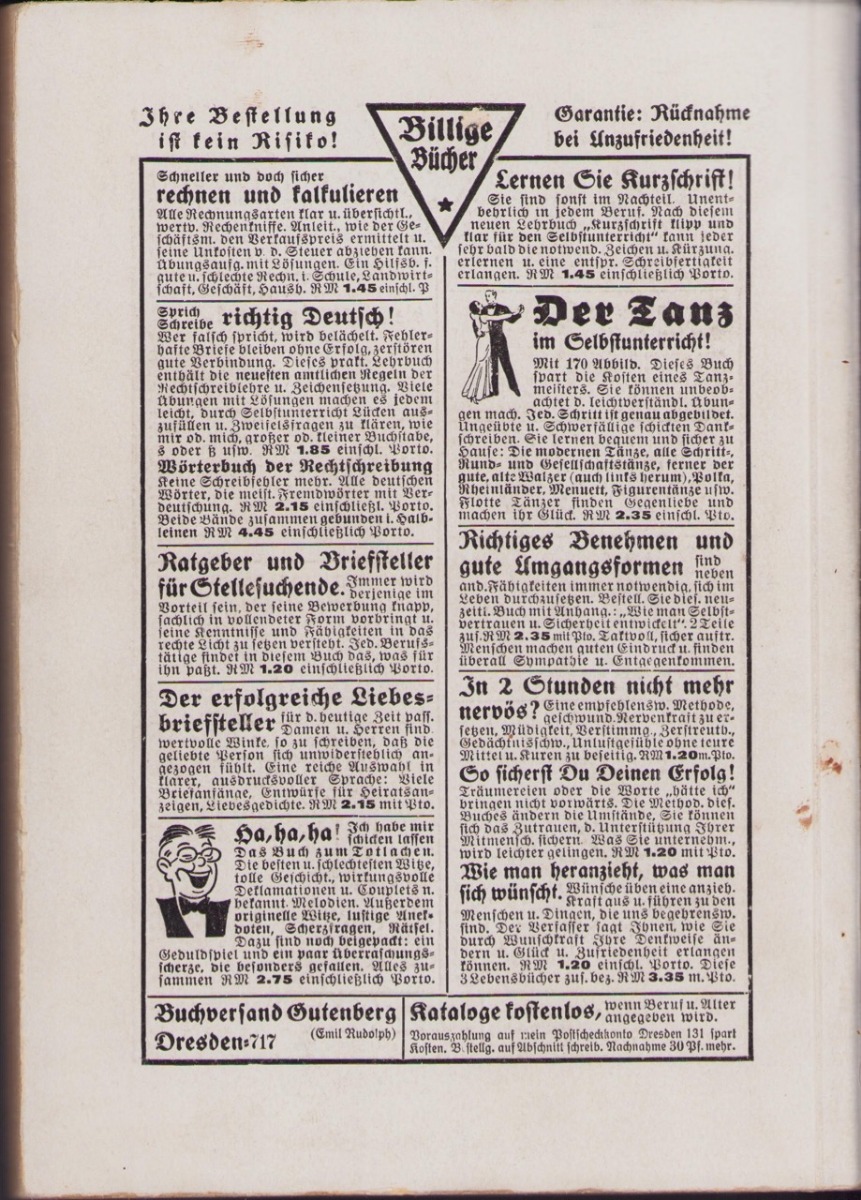 Ihre Bestellung
ist kein Risiko!
Billige
Bücher
Garantie: Rücknahme
bei Unzufriedenheit!
Schneller und doch sicher
rechnen und kalkulieren
Alle Rechnungsarten klar u. übersichtl.,
wertv. Rechenkniffe. Anleit., wie der Ge-
schäftsm. den Verkaufspreis ermittelt u.
seine Unkosten v. d. Steuer abziehen kann.
Übungsaufg. mit Lösungen. Ein Hilfsb. f.
gute u. schlechte Rechn. i. Schule, Landwirt-
schaft, Geschäft, Haush. RM 1.45 einschl. P
Sprich
Schreibe richtig Deutsch!
Wer falsch spricht, wird belächelt. Fehler-
hafte Briefe bleiben ohne Erfolg, zerstören
gute Verbindung. Dieses prakt. Lehrbuch
enthält die neuesten amtlichen Regeln der
Rechtschreiblehre u. Zeichensetzung. Viele
Übungen mit Lösungen machen es jedem
leicht, durch Selbstunterricht Lücken aus-
zufüllen u. Zweifelsfragen zu klären, wie
mir od. mich, großer od. kleiner Buchstabe,
s oder ß usw. RM 1.85 einschl. Porto.
Wörterbuch der Rechtschreibung
Keine Schreibfehler mehr. Alle deutschen
Wörter, die meist. Fremdwörter mit Ver-
deutschung. RM 2.15 einschließl. Porto.
Beide Bände zusammen gebunden i. Halb-
leinen RM 4.45 einschließlich Porto.
Ratgeber und Briefsteller
für Stellesuchende. Immer wird
derjenige im
Vorteil sein, der seine Bewerbung knapp,
sachlich in vollendeter Form vorbringt u.
seine Kenntnisse und Fähigkeiten in das
rechte Licht zu setzen versteht. Jed. Berufs-
tätige findet in diesem Buch das, was für
ihn paßt. RM 1.20 einschließlich Porto.
Der erfolgreiche Liebes-
briefsteller für d. heutige Zeit pass.
Damen u. Herren find.
wertvolle Winke, so zu schreiben, daß die
geliebte Person sich unwiderstehlich an-
gezogen fühlt. Eine reiche Auswahl in
klarer, ausdrucksvoller Sprache: Viele
Briefanfänge, Entwürfe für Heiratsan-
zeigen, Liebesgedichte. RM 2.15 mit Pto.
Ha, ha, ha! Ich habe mir
schicken lassen
Das Buch zum Totlachen.
Die besten u. schlechtesten Witze,
tolle Geschicht., wirkungsvolle
Deklamationen u. Couplets n.
bekannt. Melodien. Außerdem
originelle Witze, lustige Anek-
doten, Scherzfragen, Rätsel.
Dazu sind noch beigepackt: ein
Geduldspiel und ein paar Überraschungs-
scherze, die besonders gefallen. Alles zu-
sammen RM 2.75 einschließlich Porto.
Lernen Sie Kurzschrift!
Sie sind sonst im Nachteil. Unent-
behrlich in jedem Beruf. Nach diesem
neuen Lehrbuch „Kurzschrift klipp und
klar für den Selbstunterricht“ kann jeder
sehr bald die notwend. Zeichen u. Kürzung.
erlernen u. eine entspr. Schreibfertigkeit
erlangen. RM 1.45 einschließlich Porto.
Der Tanz
im Selbstunterricht!
Mit 170 Abbild. Dieses Buch
spart die Kosten eines Tanz-
meisters. Sie können unbeob-
achtet d. leichtverständl. Übun-
gen mach. Jed. Schritt ist genau abgebildet.
Ungeübte u. Schwerfällige schickten Dank-
schreiben. Sie lernen bequem und sicher zu
Hause: Die modernen Tänze, alle Schritt-,
Rund- und Gesellschaftstänze, ferner der
gute, alte Walzer (auch links herum), Polka,
Rheinländer, Menuett, Figurentänze usw.
Flotte Tänzer finden Gegenliebe und
machen ihr Glück. RM 2.35 einschl. Pto.
Richtiges Benehmen und
gute Umgangsformen sind
neben
and. Fähigkeiten immer notwendig, sich im
Leben durchzusetzen. Bestell. Sie dies. neu-
zeitl. Buch mit Anhang.: „Wie man Selbst-
vertrauen u. Sicherheit entwickelt“. 2 Teile
zus. RM 2.35 mit Pto. Taktvoll, sicher auftr.
Menschen machen guten Eindruck u. finden
überall Sympathie u. Entgegenkommen.
In 2 Stunden nicht mehr
nervös? Eine empfehlensw. Methode,
geschwund. Nervenkraft zu er-
setzen, Müdigkeit, Verstimmg., Zerstreuth.,
Gedächtnisschw., Unlustgefühle ohne teure
Mittel u. Kuren zu beseitig. RM 1.20 m. Pto.
So sicherst Du Deinen Erfolg!
Träumereien oder die Worte „hätte ich“
bringen nicht vorwärts. Die Method. dies.
Buches ändern die Umstände, Sie können
sich das Zutrauen, d. Unterstützung Ihrer
Mitmensch. sichern. Was Sie unternehm.,
wird leichter gelingen. RM 1.20 mit Pto.
Wie man heranzieht, was man
sich wünscht. Wünsche üben eine anzieh.
Kraft aus u. führen zu den
Menschen u. Dingen, die uns begehrensw.
sind. Der Verfasser sagt Ihnen, wie Sie
durch Wunschkraft Ihre Denkweise än-
dern u. Glück u. Zufriedenheit erlangen
können. RM 1.20 einschl. Porto. Diese
3 Lebensbücher zus. bez. RM 3.35 m. Pto.
Buchversand Gutenberg
(Emil Rudolph)
Dresden-717
Kataloge kostenlos, wenn Beruf u. Alter
angegeben wird.
Vorauszahlung auf mein Postscheckkonto Dresden 131 spart
Kosten. Bestellg. auf Abschnitt schreib. Nachnahme 30 Pf. mehr.